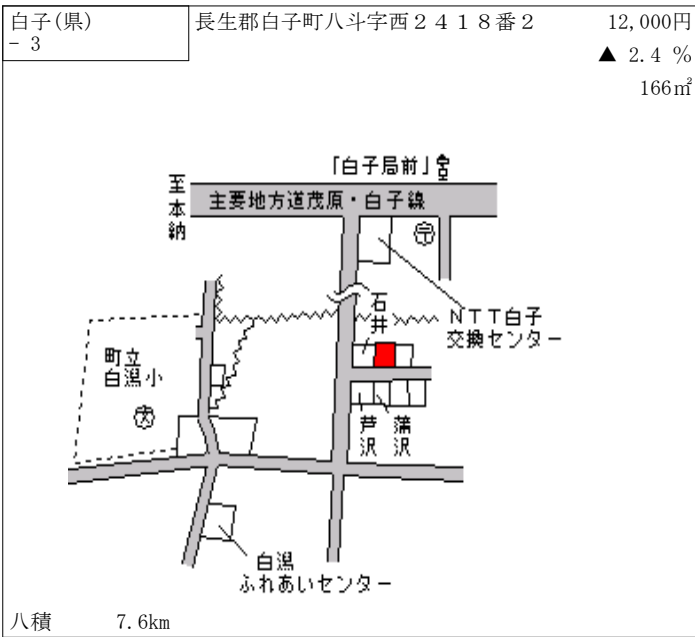 白子(県)
- 3
長生郡白子町八斗字西２４１８番２
12,000円
▲ 2.4 %
166㎡
「白子局前」
至本納
主要地方道茂原・白子線
〒
石井
ＮＴＴ白子
交換センター
町立
白潟小
文
芦沢
蒲沢
白潟
ふれあいセンター
八積 7.6km